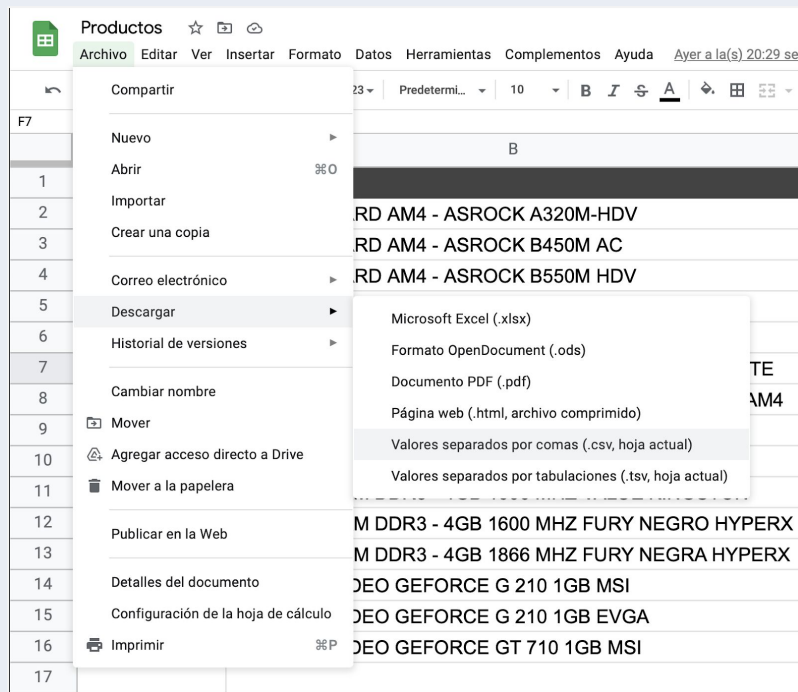 Productos
Archivo Editar Ver Insertar Formato Datos Herramientas Complementos Ayuda Ayer a la(s) 20:29 se
23 Predetermi... 10 B I S A
F7
B
Compartir
Nuevo
Abrir ⌘O
Importar
Crear una copia
Correo electrónico
Descargar
Historial de versiones
Cambiar nombre
Mover
Agregar acceso directo a Drive
Mover a la papelera
Publicar en la Web
Detalles del documento
Configuración de la hoja de cálculo
Imprimir ⌘P
Microsoft Excel (.xlsx)
Formato OpenDocument (.ods)
Documento PDF (.pdf)
Página web (.html, archivo comprimido)
Valores separados por comas (.csv, hoja actual)
Valores separados por tabulaciones (.tsv, hoja actual)
1
2 RD AM4 - ASROCK A320M-HDV
3 RD AM4 - ASROCK B450M AC
4 RD AM4 - ASROCK B550M HDV
5
6
7 TE
8 AM4
9
10
11
12 M DDR3 - 4GB 1600 MHZ FURY NEGRO HYPERX
13 M DDR3 - 4GB 1866 MHZ FURY NEGRA HYPERX
14 DEO GEFORCE G 210 1GB MSI
15 DEO GEFORCE G 210 1GB EVGA
16 DEO GEFORCE GT 710 1GB MSI
17